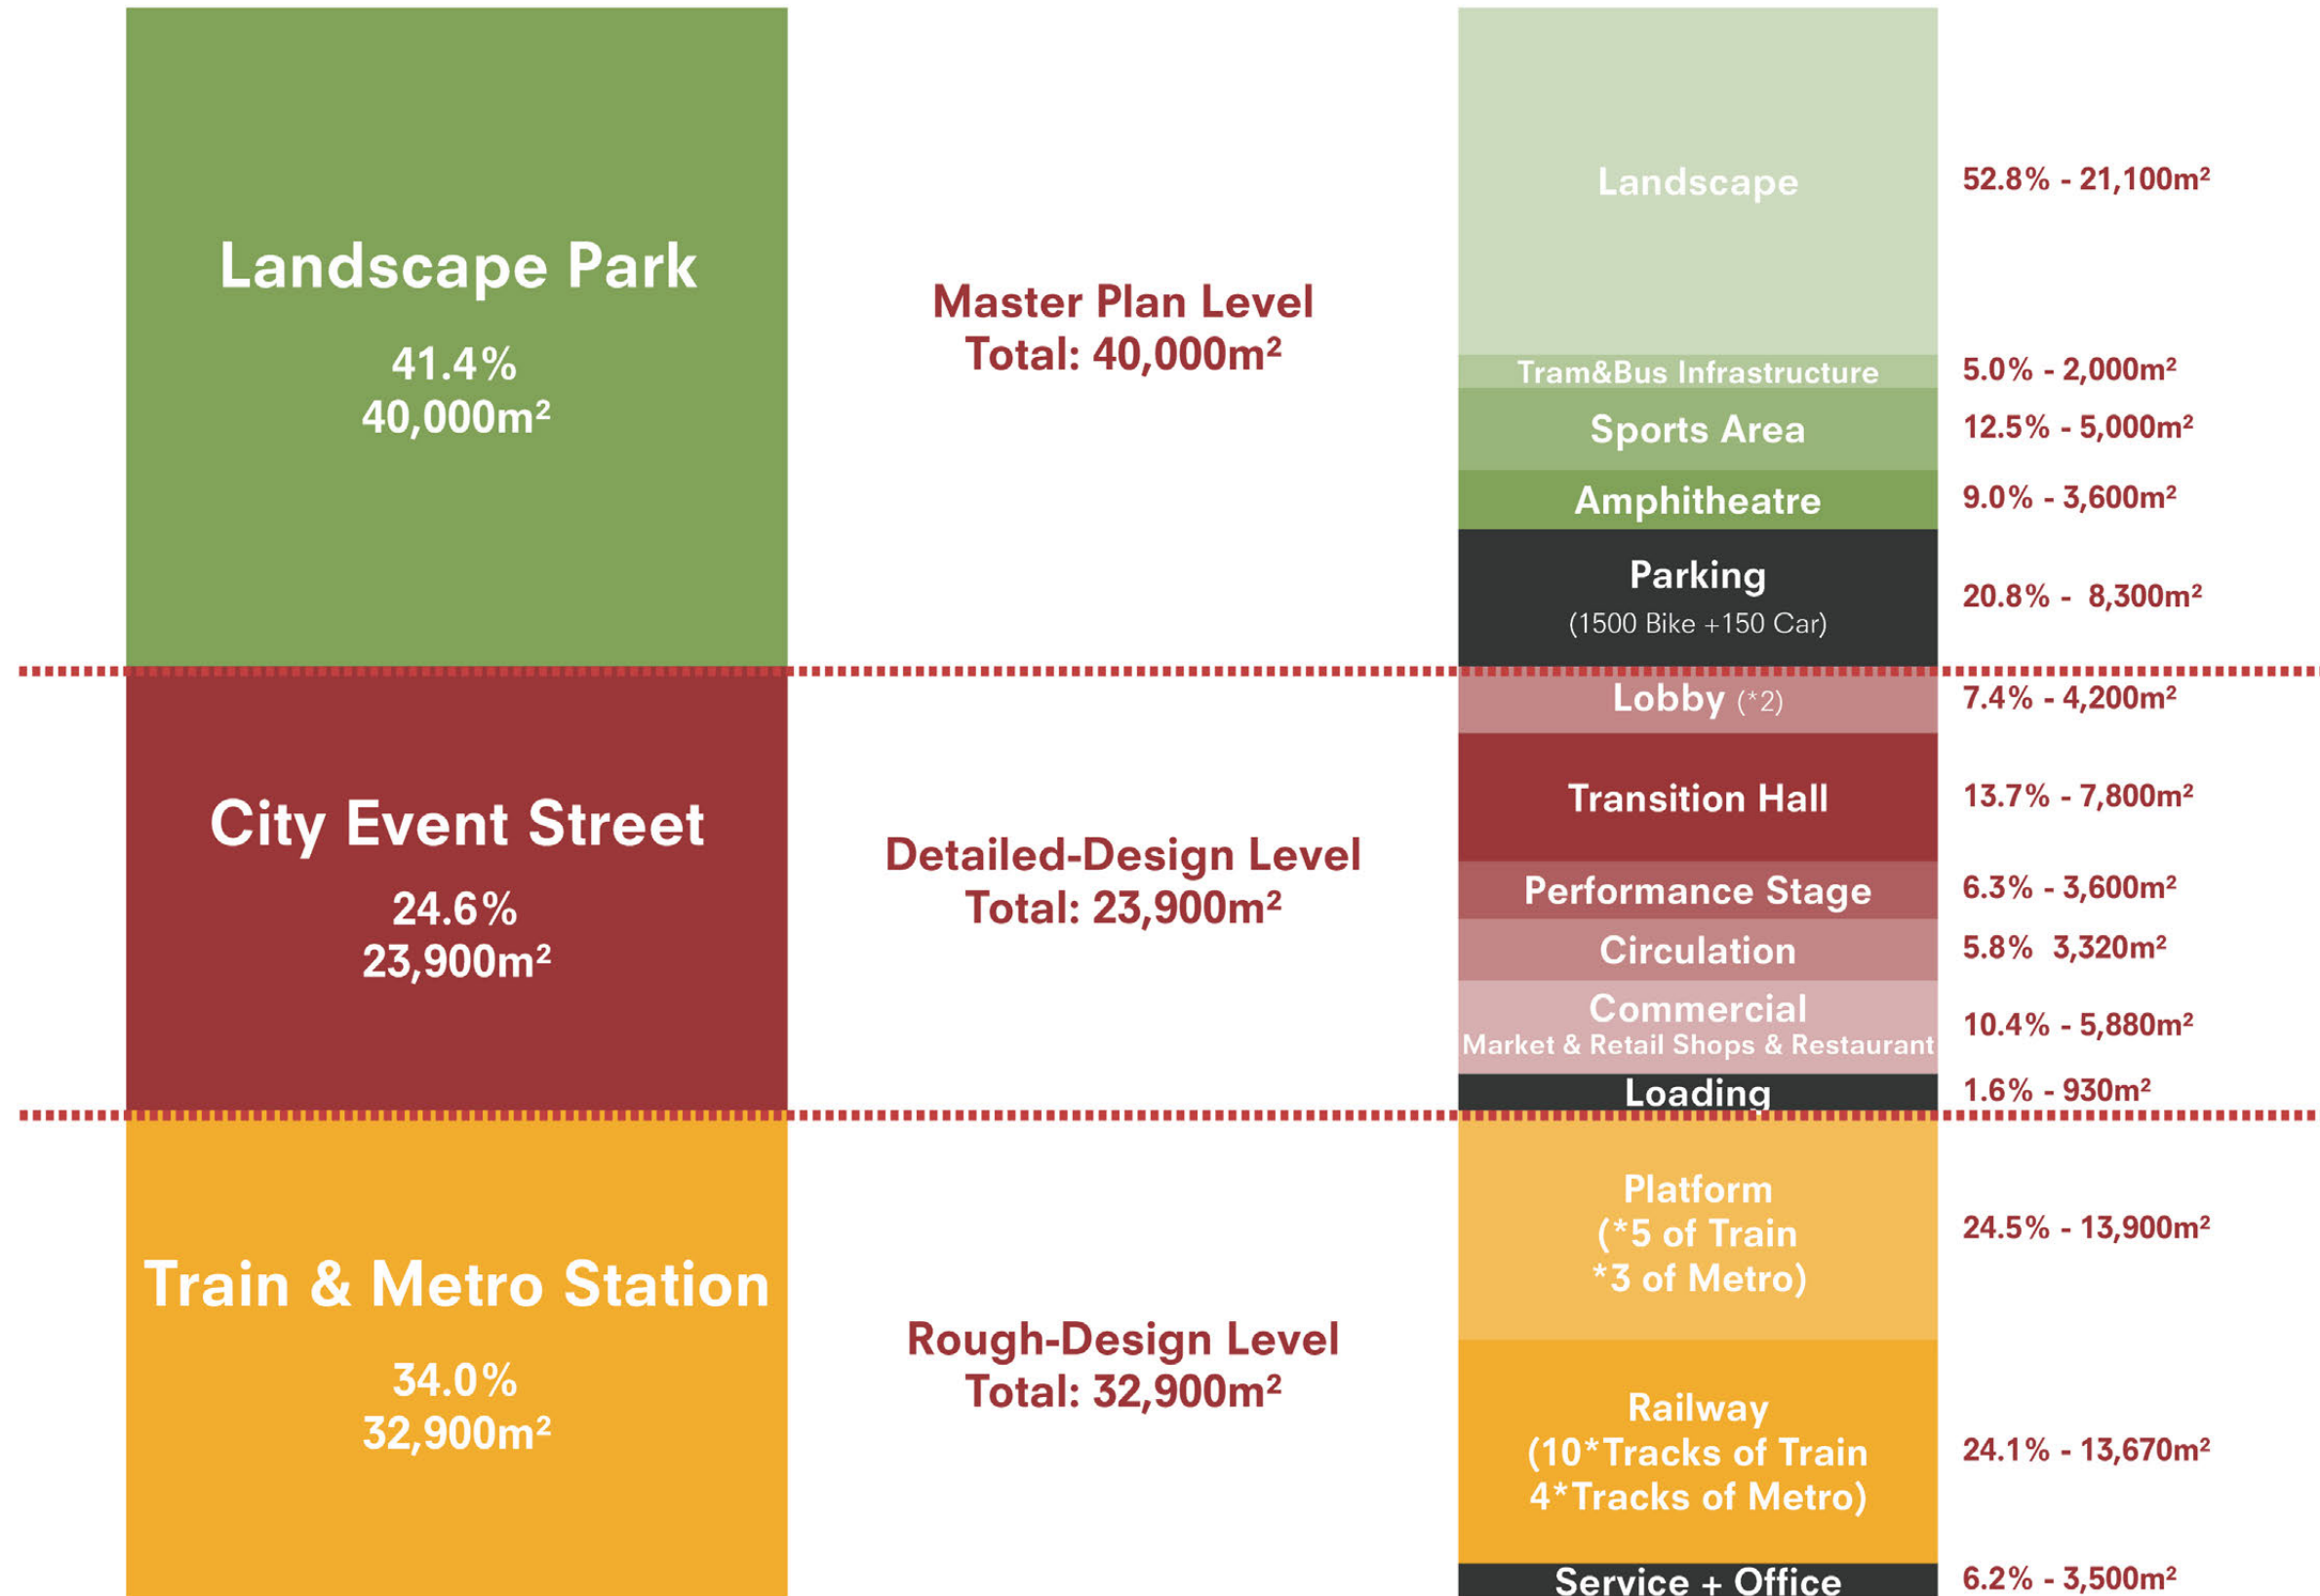 Landscape Park
41.4%
40,000m²
City Event Street
24.6%
23,900m²
Train & Metro Station
34.0%
32,900m²
Master Plan Level
Total: 40,000m²
Detailed-Design Level
Total: 23,900m²
Rough-Design Level
Total: 32,900m²
Landscape
52.8% - 21,100m²
Tram&Bus Infrastructure
5.0% - 2,000m²
Sports Area
12.5% - 5,000m²
Amphitheatre
9.0% - 3,600m²
Parking
(1500 Bike +150 Car)
20.8% - 8,300m²
Lobby (*2)
7.4% - 4,200m²
Transition Hall
13.7% - 7,800m²
Performance Stage
6.3% - 3,600m²
Circulation
5.8% 3,320m²
Commercial
Market & Retail Shops & Restaurant
10.4% - 5,880m²
Loading
1.6% - 930m²
Platform
(*5 of Train
*3 of Metro)
24.5% - 13,900m²
Railway
(10*Tracks of Train
4*Tracks of Metro)
24.1% - 13,670m²
Service + Office
6.2% - 3,500m²